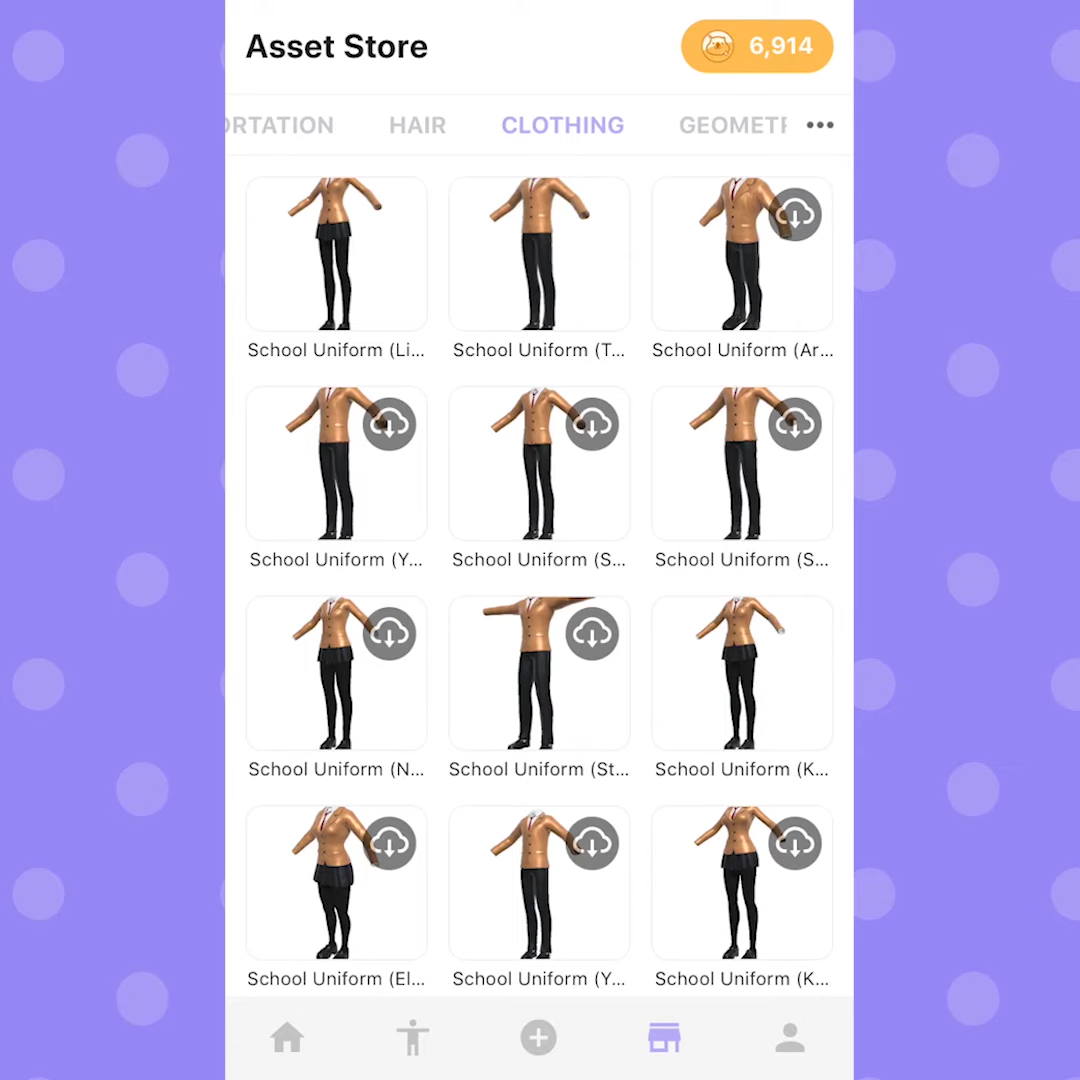 Asset Store
6,914
ORTATION HAIR CLOTHING GEOMETR
School Uniform (Li... School Uniform (T... School Uniform (Ar...
School Uniform (Y... School Uniform (S... School Uniform (S...
School Uniform (N... School Uniform (St... School Uniform (K...
School Uniform (El... School Uniform (Y... School Uniform (K...